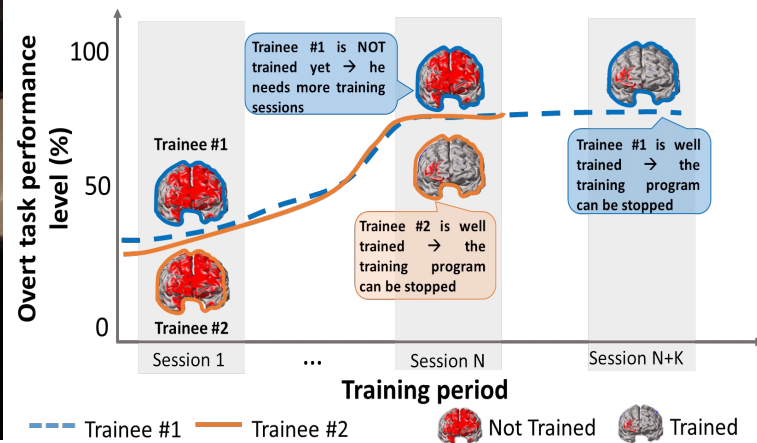 Overt task performance
level (%)
100
50
0
Trainee #1
Trainee #2
Trainee #1 is NOT
trained yet → he
needs more training
sessions
Trainee #2 is well
trained → the
training program
can be stopped
Trainee #1 is well
trained → the
training program
can be stopped
Session 1
...
Session N
Session N+K
Training period
Trainee #1
Trainee #2
Not Trained
Trained